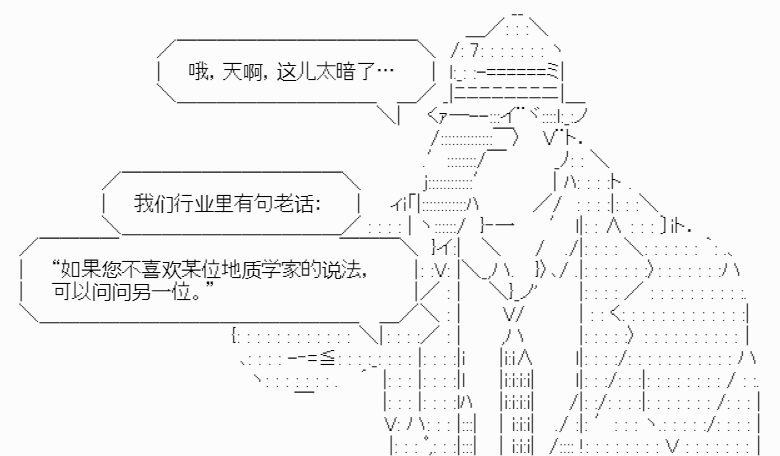 哦，天啊，这儿太暗了…
我们行业里有句老话：
“如果您不喜欢某位地质学家的说法，
可以问问另一位。”